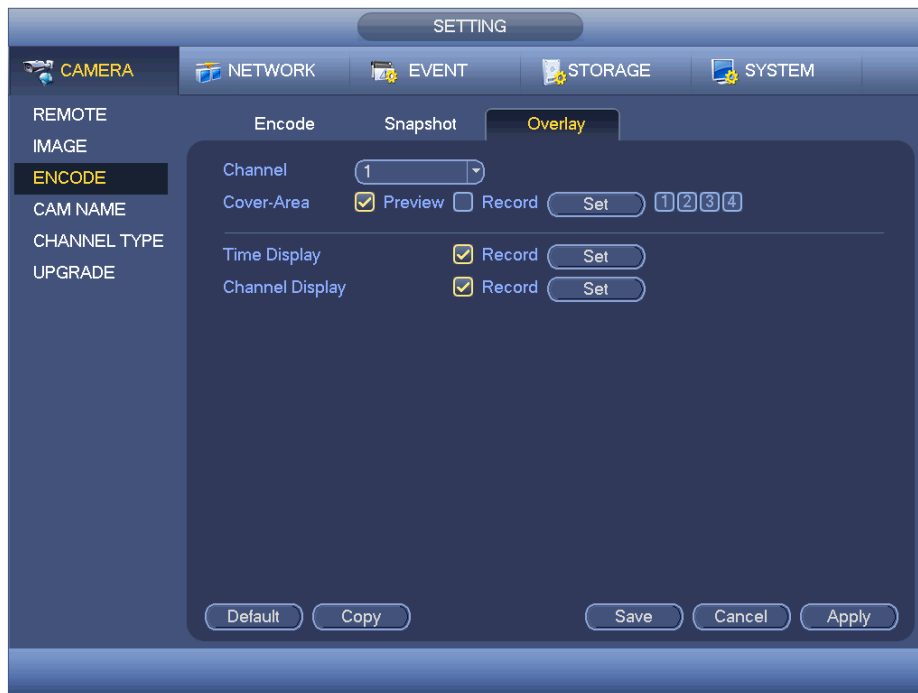 SETTING
CAMERA NETWORK EVENT STORAGE SYSTEM
REMOTE
IMAGE
ENCODE
CAM NAME
CHANNEL TYPE
UPGRADE
Encode Snapshot Overlay
Channel 1
Cover-Area Preview Record Set 1 2 3 4
Time Display Record Set
Channel Display Record Set
Default Copy Save Cancel Apply